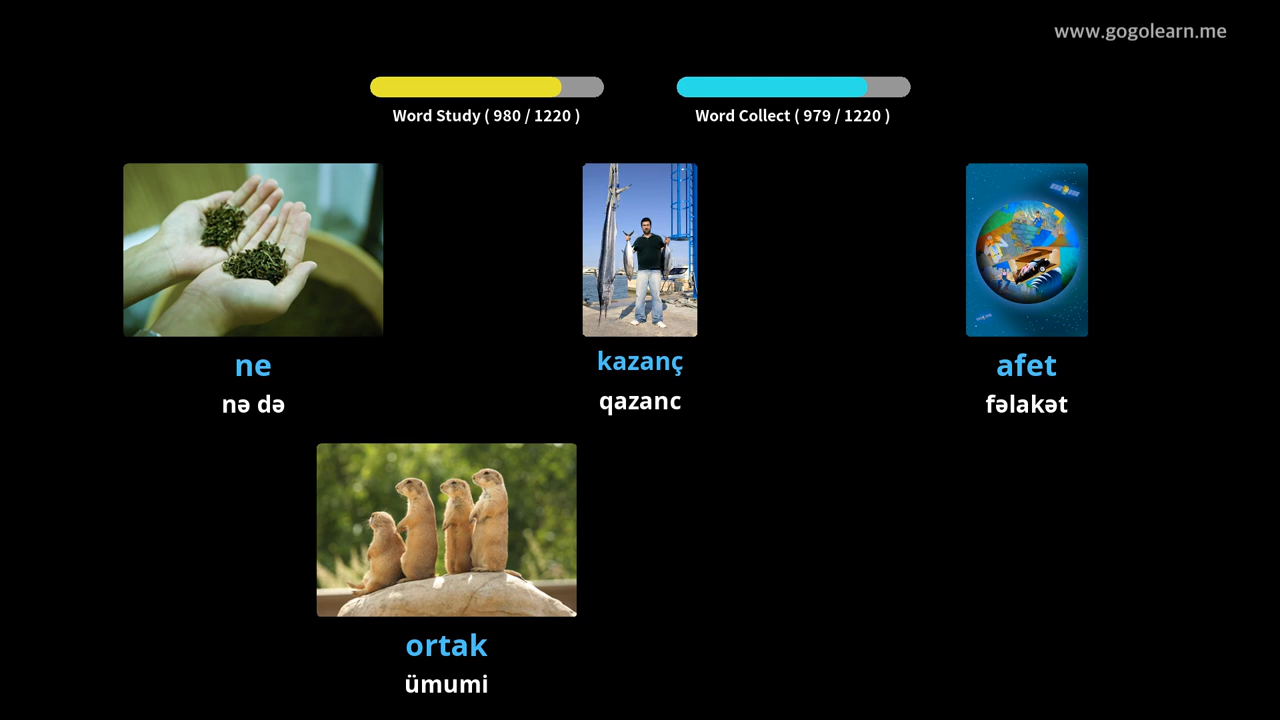 www.gogolearn.me
Word Study ( 980 / 1220 )
Word Collect ( 979 / 1220 )
ne
nə də
kazanç
qazanc
afet
fəlakət
ortak
ümumi